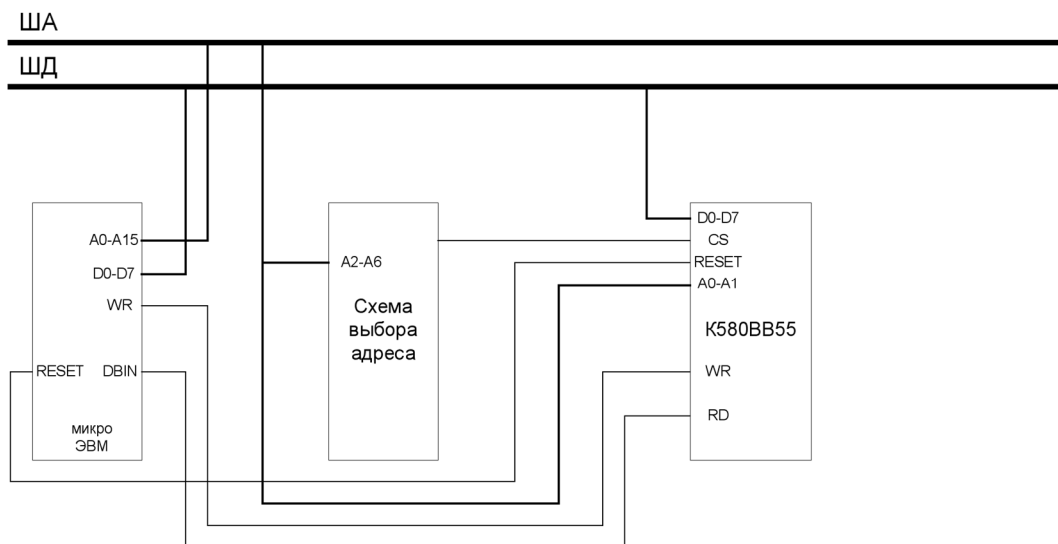 ША
ШД
A0-A15
D0-D7
WR
RESET
DBIN
микро
ЭВМ
A2-A6
Схема
выбора
адреса
D0-D7
CS
RESET
A0-A1
К580ВВ55
WR
RD